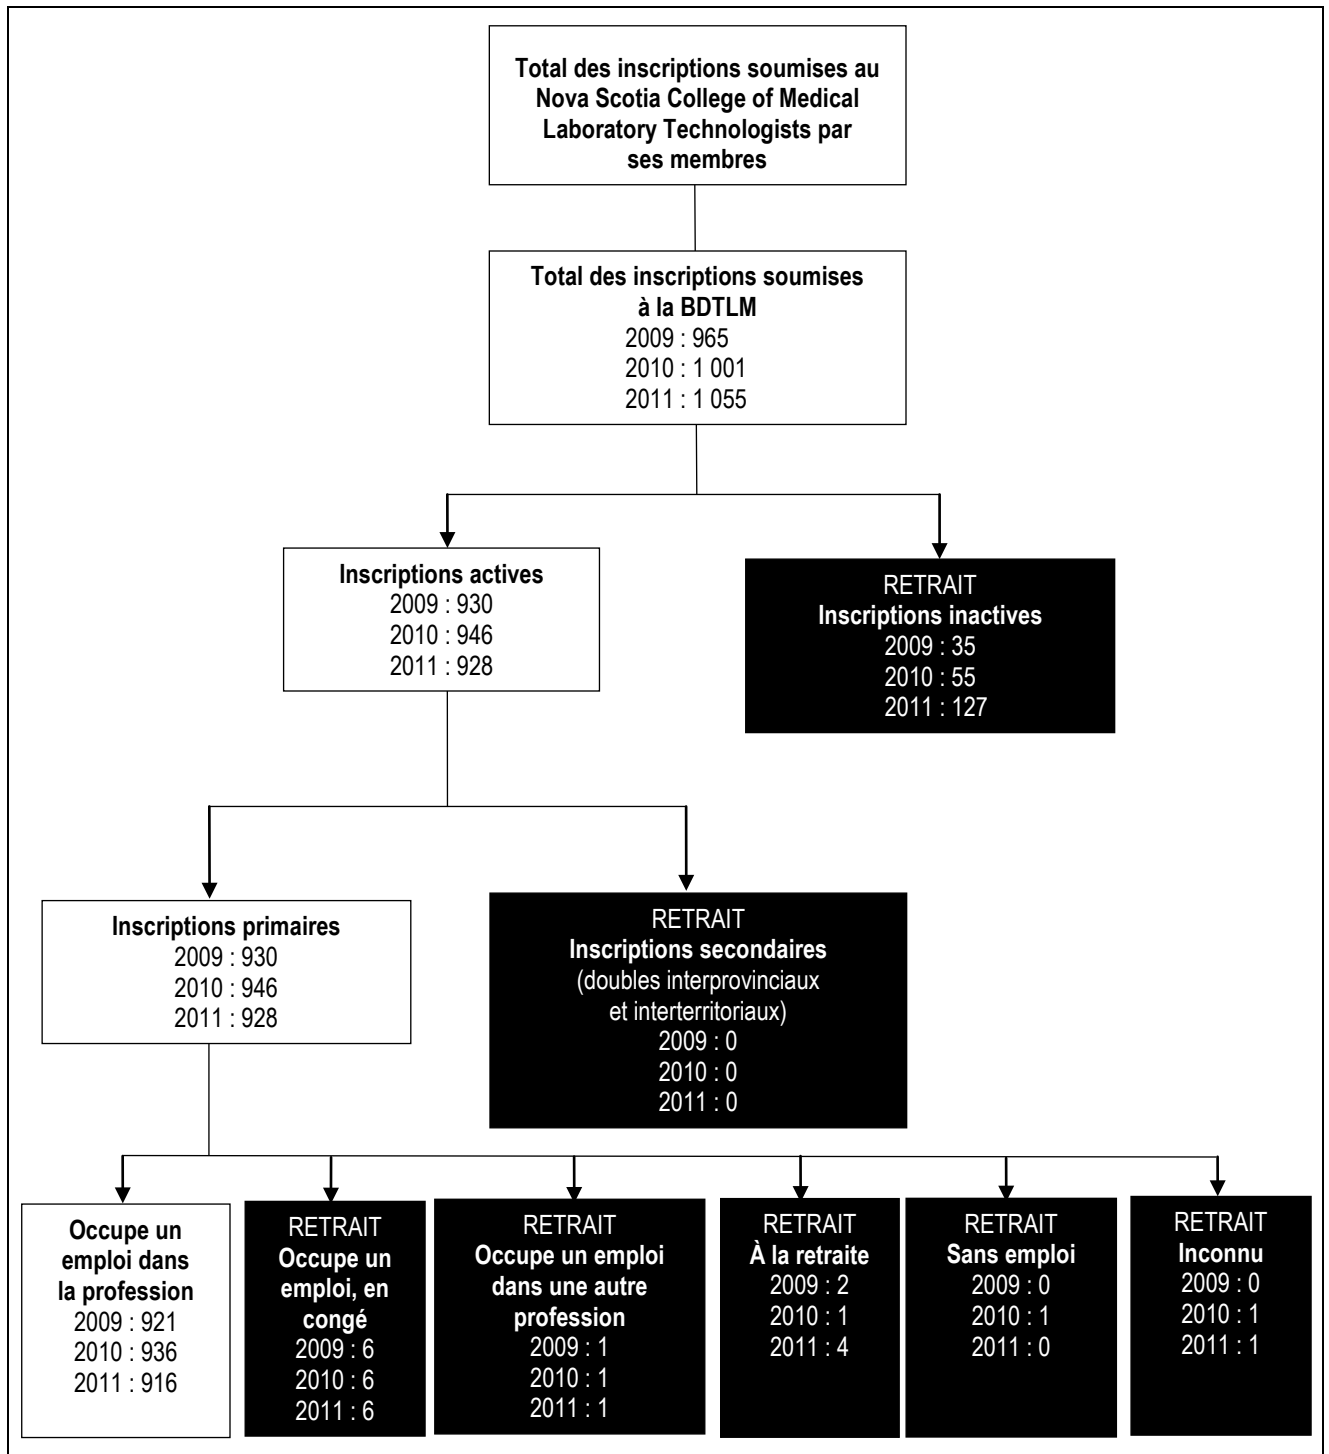 Total des inscriptions soumises au
Nova Scotia College of Medical
Laboratory Technologists par
ses membres
Total des inscriptions soumises
à la BDTLM
2009 : 965
2010 : 1 001
2011 : 1 055
Inscriptions actives
2009 : 930
2010 : 946
2011 : 928
RETRAIT
Inscriptions inactives
2009 : 35
2010 : 55
2011 : 127
Inscriptions primaires
2009 : 930
2010 : 946
2011 : 928
RETRAIT
Inscriptions secondaires
(doubles interprovinciaux
et interterritoriaux)
2009 : 0
2010 : 0
2011 : 0
Occupe un
emploi dans
la profession
2009 : 921
2010 : 936
2011 : 916
RETRAIT
Occupe un
emploi, en
congé
2009 : 6
2010 : 6
2011 : 6
RETRAIT
Occupe un emploi
dans une autre
profession
2009 : 1
2010 : 1
2011 : 1
RETRAIT
À la retraite
2009 : 2
2010 : 1
2011 : 4
RETRAIT
Sans emploi
2009 : 0
2010 : 1
2011 : 0
RETRAIT
Inconnu
2009 : 0
2010 : 1
2011 : 1